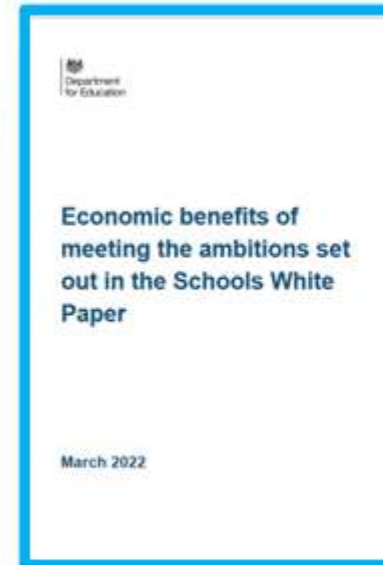 Department
for Education
Economic benefits of
meeting the ambitions set
out in the Schools White
Paper
March 2022